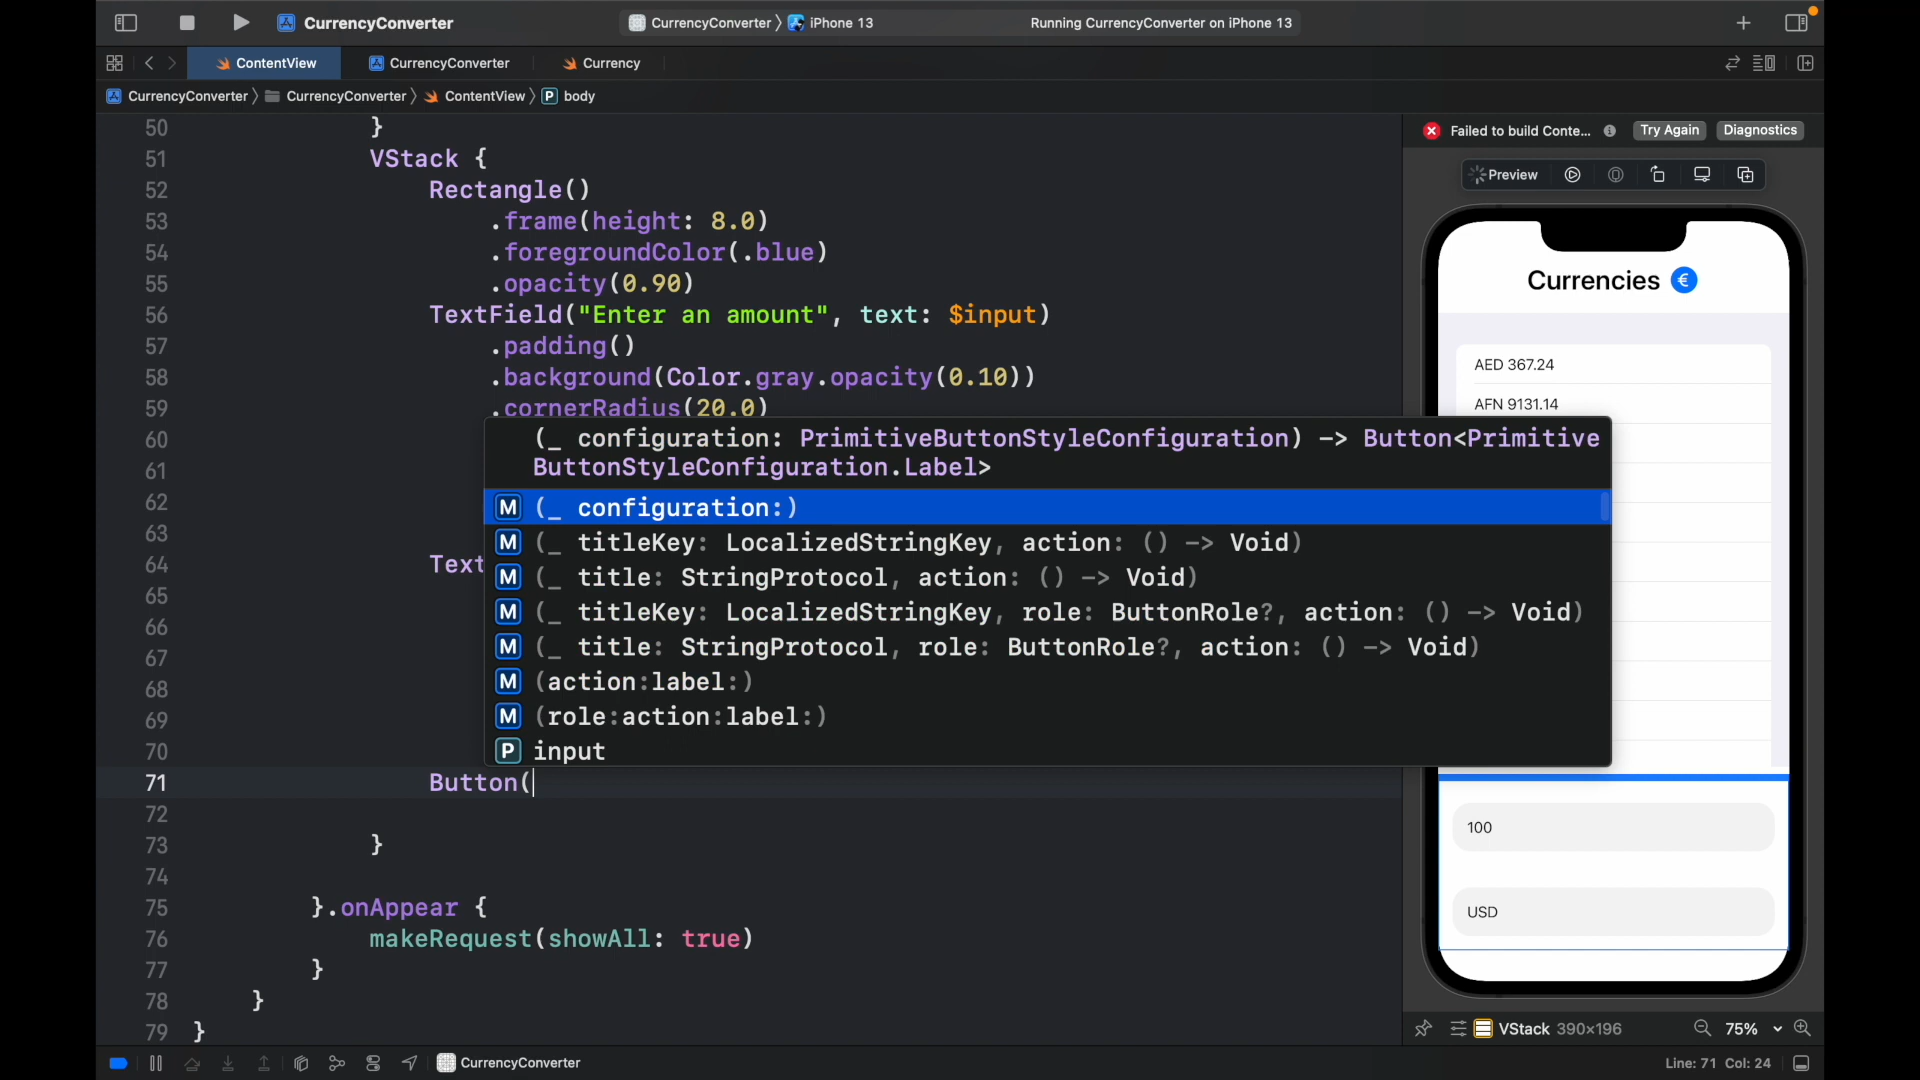 CurrencyConverter
CurrencyConverter 〉 iPhone 13
Running CurrencyConverter on iPhone 13
ContentView
CurrencyConverter
Currency
CurrencyConverter 〉 CurrencyConverter 〉 ContentView 〉 P body
50 }
51 VStack {
52 Rectangle()
53 .frame(height: 8.0)
54 .foregroundColor(.blue)
55 .opacity(0.90)
56 TextField("Enter an amount", text: $input)
57 .padding()
58 .background(Color.gray.opacity(0.10))
59 .cornerRadius(20.0)
60
61
62
63
64 Text
65
66
67
68
69
70
(_ configuration: PrimitiveButtonStyleConfiguration) -> Button<Primitive
ButtonStyleConfiguration.Label>
M (_ configuration:)
M (_ titleKey: LocalizedStringKey, action: () -> Void)
M (_ title: StringProtocol, action: () -> Void)
M (_ titleKey: LocalizedStringKey, role: ButtonRole?, action: () -> Void)
M (_ title: StringProtocol, role: ButtonRole?, action: () -> Void)
M (action:label:)
M (role:action:label:)
P input
71 Button(
72
73 }
74
75 }.onAppear {
76 makeRequest(showAll: true)
77 }
78 }
79 }
Failed to build Conte... Try Again Diagnostics
Preview
Currencies €
AED 367.24
AFN 9131.14
100
USD
VStack 390×196 75%
CurrencyConverter
Line: 71 Col: 24